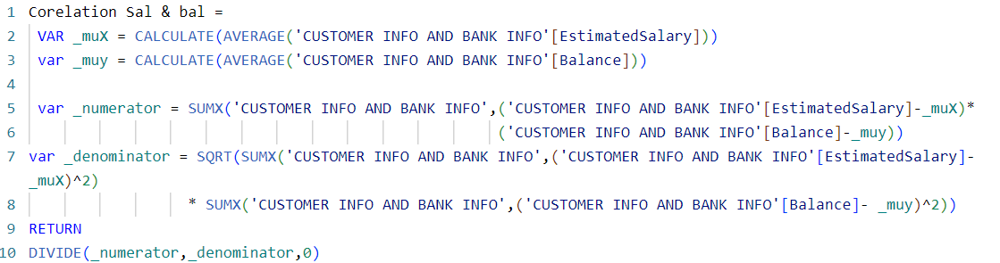 1 Corelation Sal & bal =
2 VAR _muX = CALCULATE(AVERAGE('CUSTOMER INFO AND BANK INFO'[EstimatedSalary]))
3 var _muy = CALCULATE(AVERAGE('CUSTOMER INFO AND BANK INFO'[Balance]))
4
5 var _numerator = SUMX('CUSTOMER INFO AND BANK INFO',('CUSTOMER INFO AND BANK INFO'[EstimatedSalary]-_muX)*
6 ('CUSTOMER INFO AND BANK INFO'[Balance]-_muy))
7 var _denominator = SQRT(SUMX('CUSTOMER INFO AND BANK INFO',('CUSTOMER INFO AND BANK INFO'[EstimatedSalary]-
_muX)^2)
8 * SUMX('CUSTOMER INFO AND BANK INFO',('CUSTOMER INFO AND BANK INFO'[Balance]- _muy)^2))
9 RETURN
10 DIVIDE(_numerator,_denominator,0)